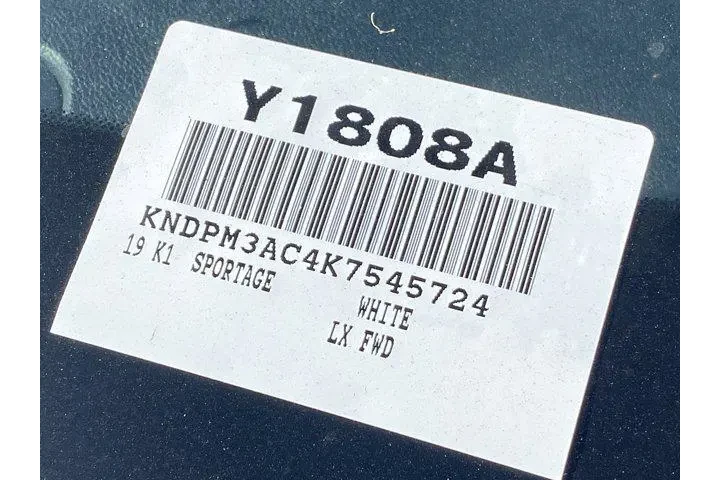 Y1808A
KNDPM3AC4K7545724
19 K1 SPORTAGE
WHITE
LX FWD